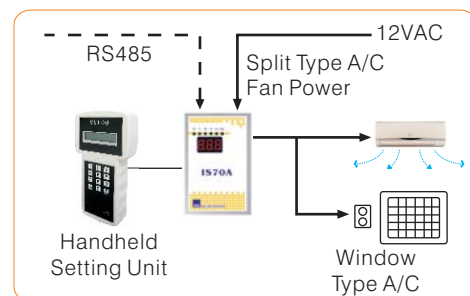 RS485
12VAC
Split Type A/C
Fan Power
IS70A
Handheld
Setting Unit
Window
Type A/C